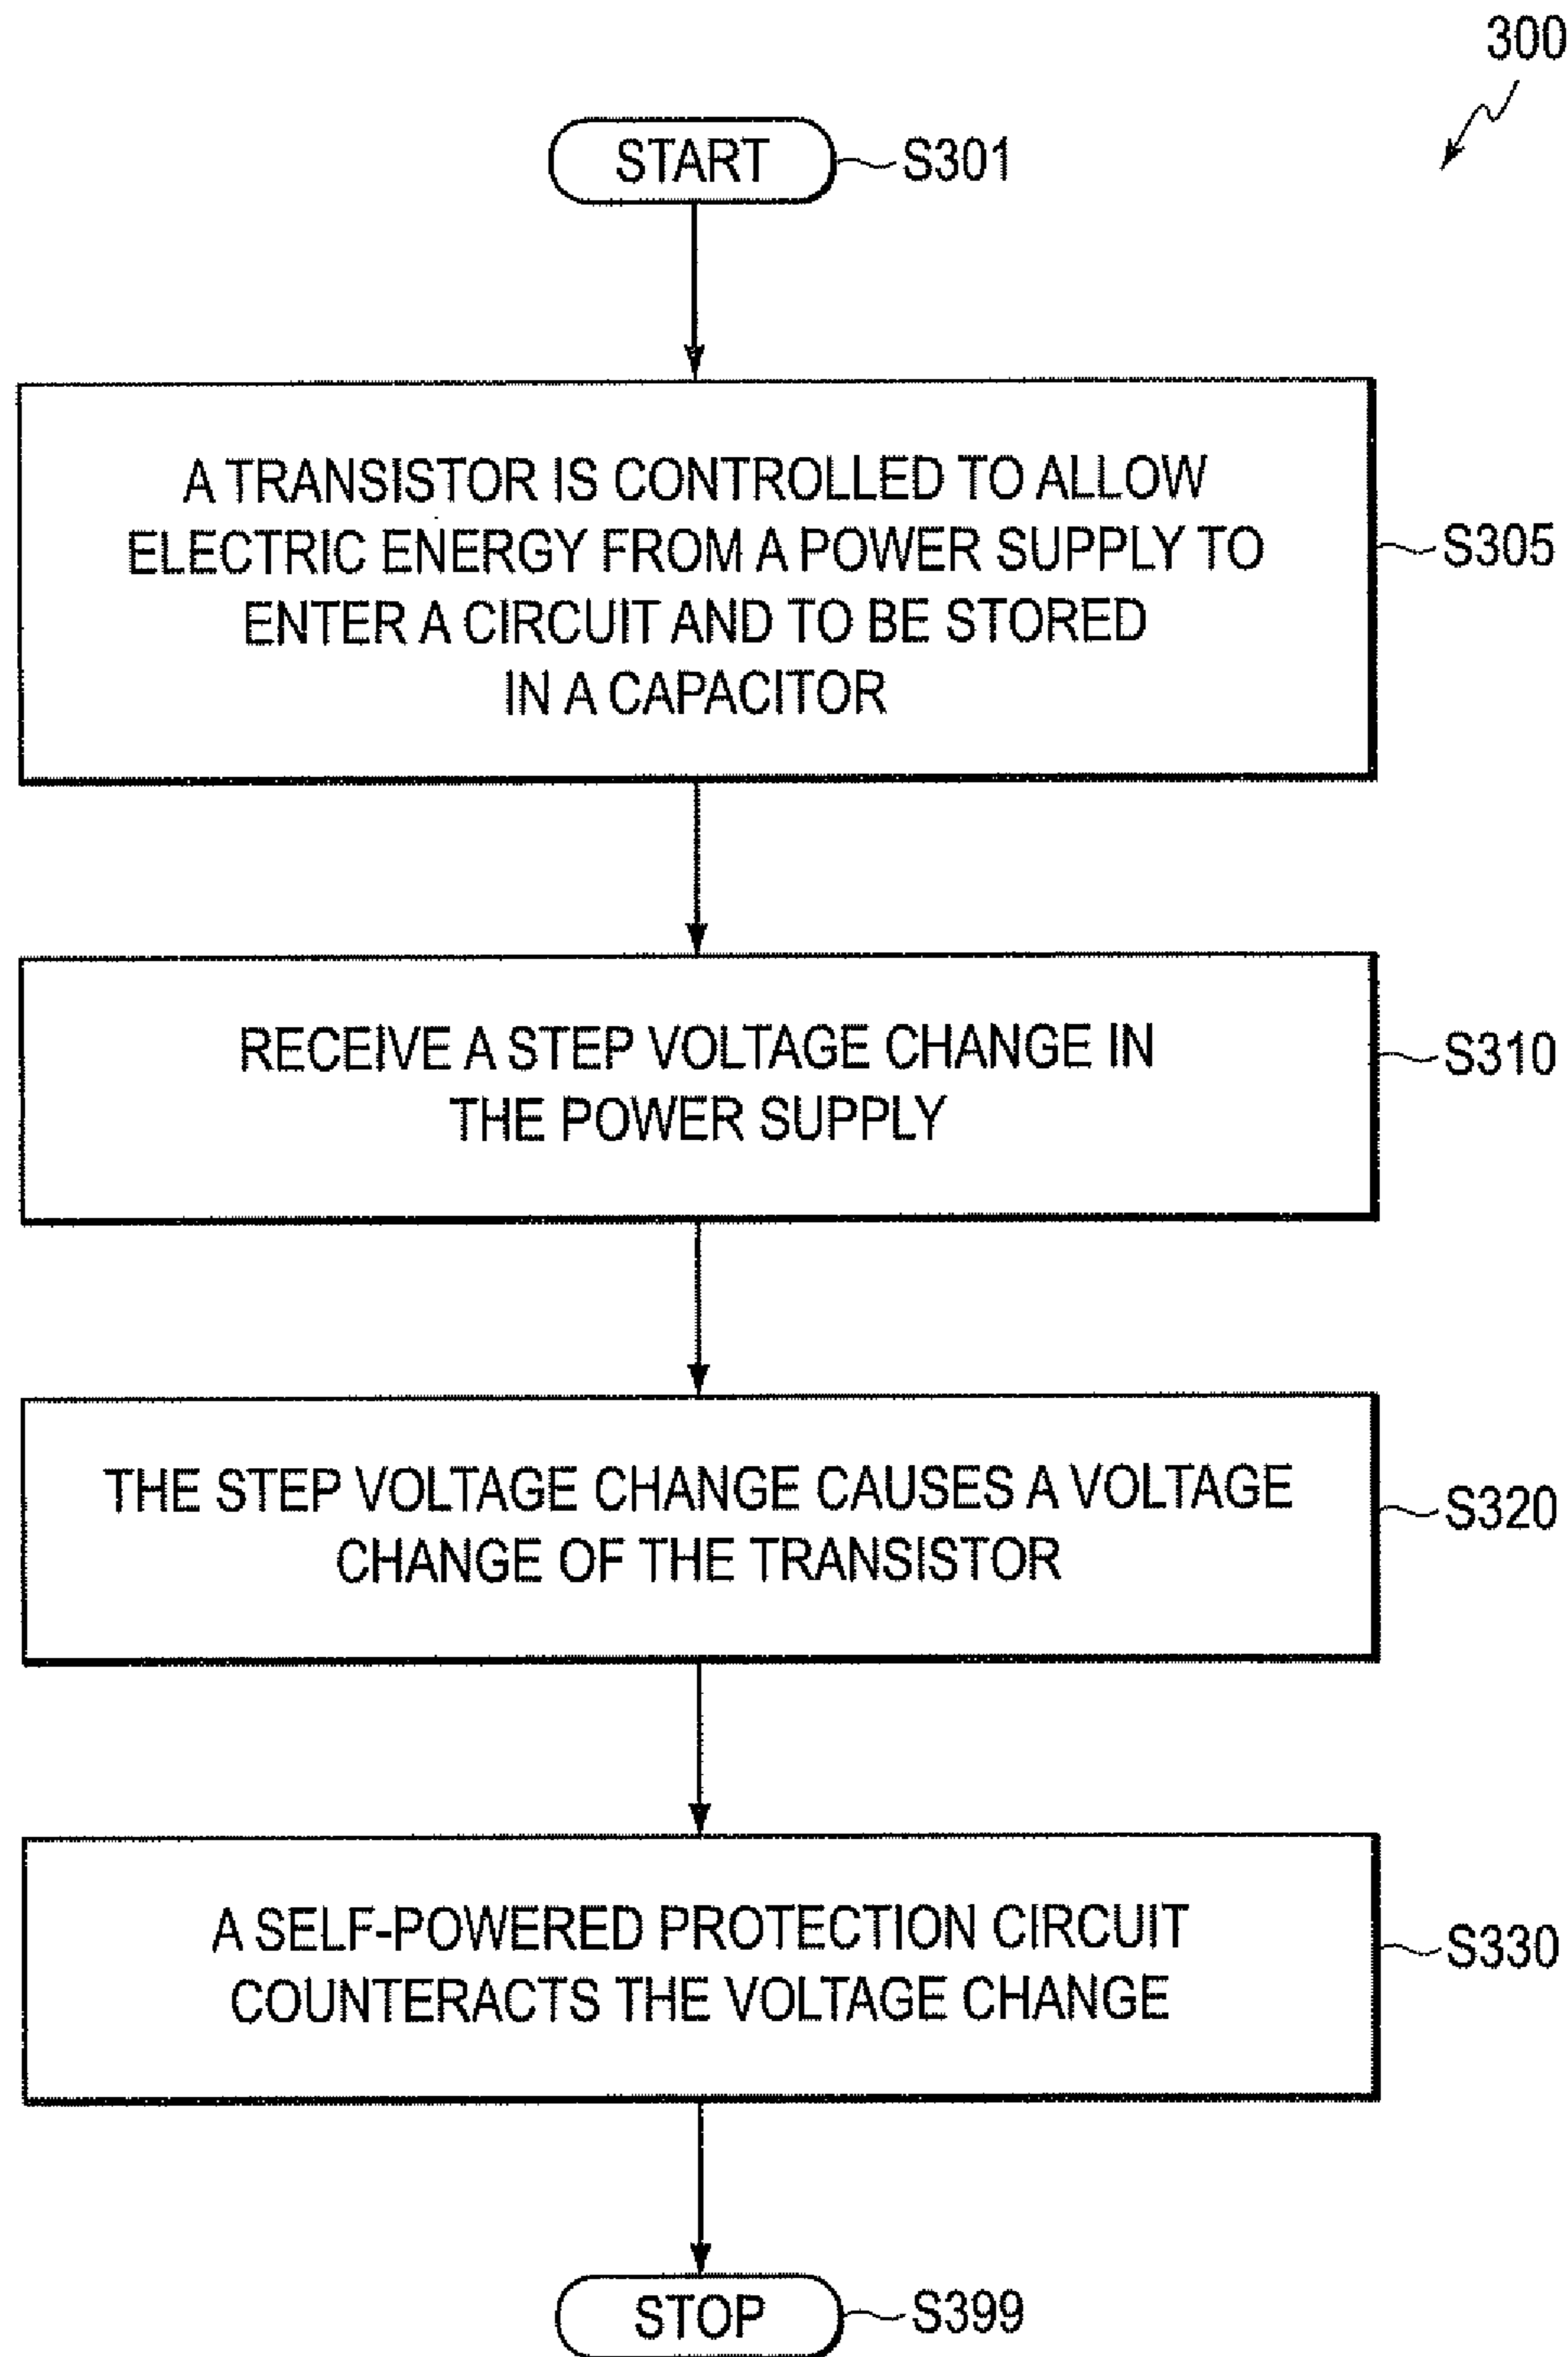 300
START
S301
A TRANSISTOR IS CONTROLLED TO ALLOW
ELECTRIC ENERGY FROM A POWER SUPPLY TO
ENTER A CIRCUIT AND TO BE STORED
IN A CAPACITOR
S305
RECEIVE A STEP VOLTAGE CHANGE IN
THE POWER SUPPLY
S310
THE STEP VOLTAGE CHANGE CAUSES A VOLTAGE
CHANGE OF THE TRANSISTOR
S320
A SELF-POWERED PROTECTION CIRCUIT
COUNTERACTS THE VOLTAGE CHANGE
S330
STOP
S399